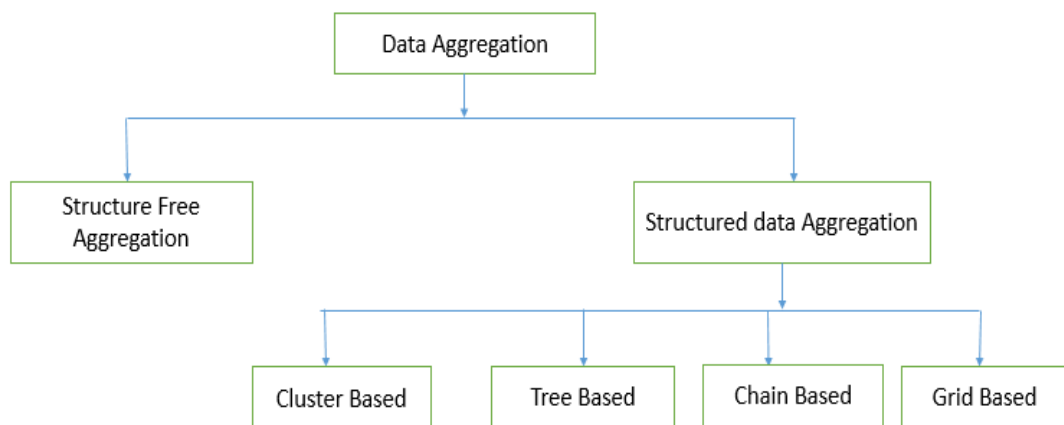 Data Aggregation
Structure Free
Aggregation
Structured data Aggregation
Cluster Based
Tree Based
Chain Based
Grid Based